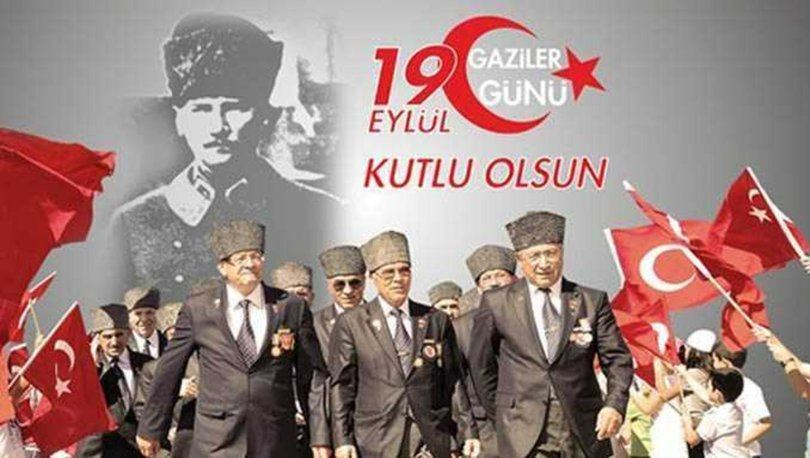 19
EYLÜL
GAZİLER
GÜNÜ
KUTLU OLSUN